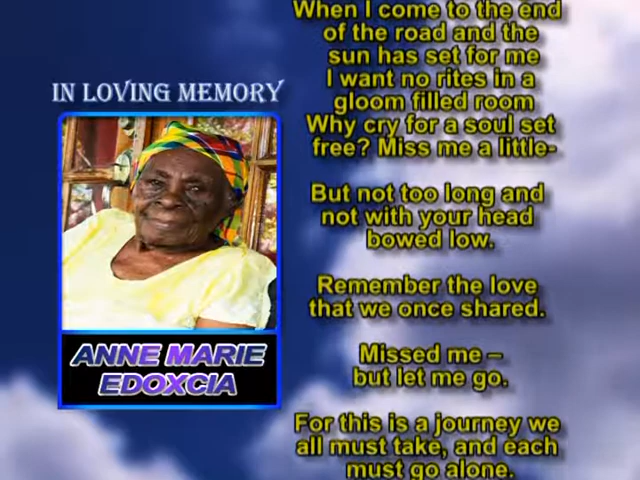 IN LOVING MEMORY
ANNE MARIE
EDOXCIA
When I come to the end
of the road and the
sun has set for me
I want no rites in a
gloom filled room
Why cry for a soul set
free? Miss me a little-
But not too long and
not with your head
bowed low.
Remember the love
that we once shared.
Missed me –
but let me go.
For this is a journey we
all must take, and each
must go alone.